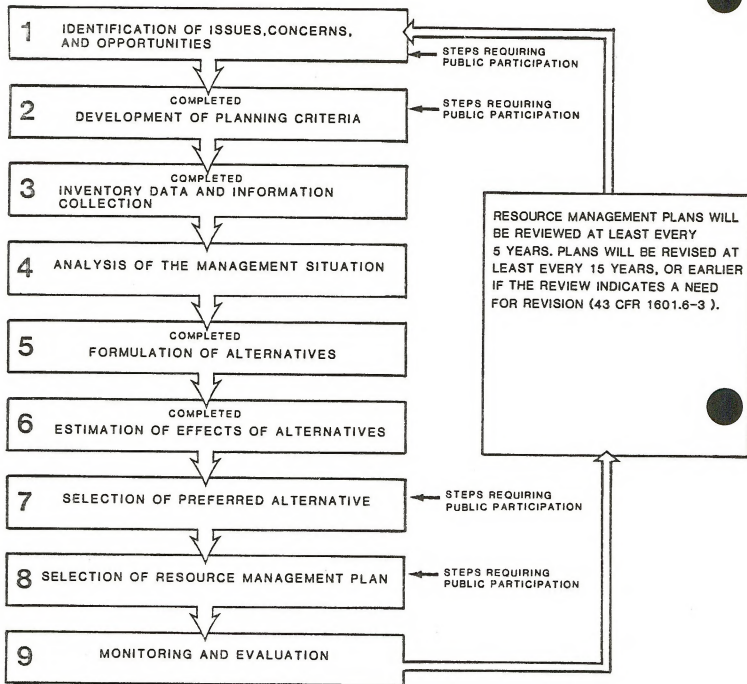 1 IDENTIFICATION OF ISSUES,CONCERNS,
AND OPPORTUNITIES
STEPS REQUIRING
PUBLIC PARTICIPATION
COMPLETED
2 DEVELOPMENT OF PLANNING CRITERIA
STEPS REQUIRING
PUBLIC PARTICIPATION
COMPLETED
3 INVENTORY DATA AND INFORMATION
COLLECTION
4 ANALYSIS OF THE MANAGEMENT SITUATION
COMPLETED
5 FORMULATION OF ALTERNATIVES
COMPLETED
6 ESTIMATION OF EFFECTS OF ALTERNATIVES
7 SELECTION OF PREFERRED ALTERNATIVE
STEPS REQUIRING
PUBLIC PARTICIPATION
8 SELECTION OF RESOURCE MANAGEMENT PLAN
STEPS REQUIRING
PUBLIC PARTICIPATION
9 MONITORING AND EVALUATION
RESOURCE MANAGEMENT PLANS WILL
BE REVIEWED AT LEAST EVERY
5 YEARS. PLANS WILL BE REVISED AT
LEAST EVERY 15 YEARS, OR EARLIER
IF THE REVIEW INDICATES A NEED
FOR REVISION (43 CFR 1601.6-3 ).